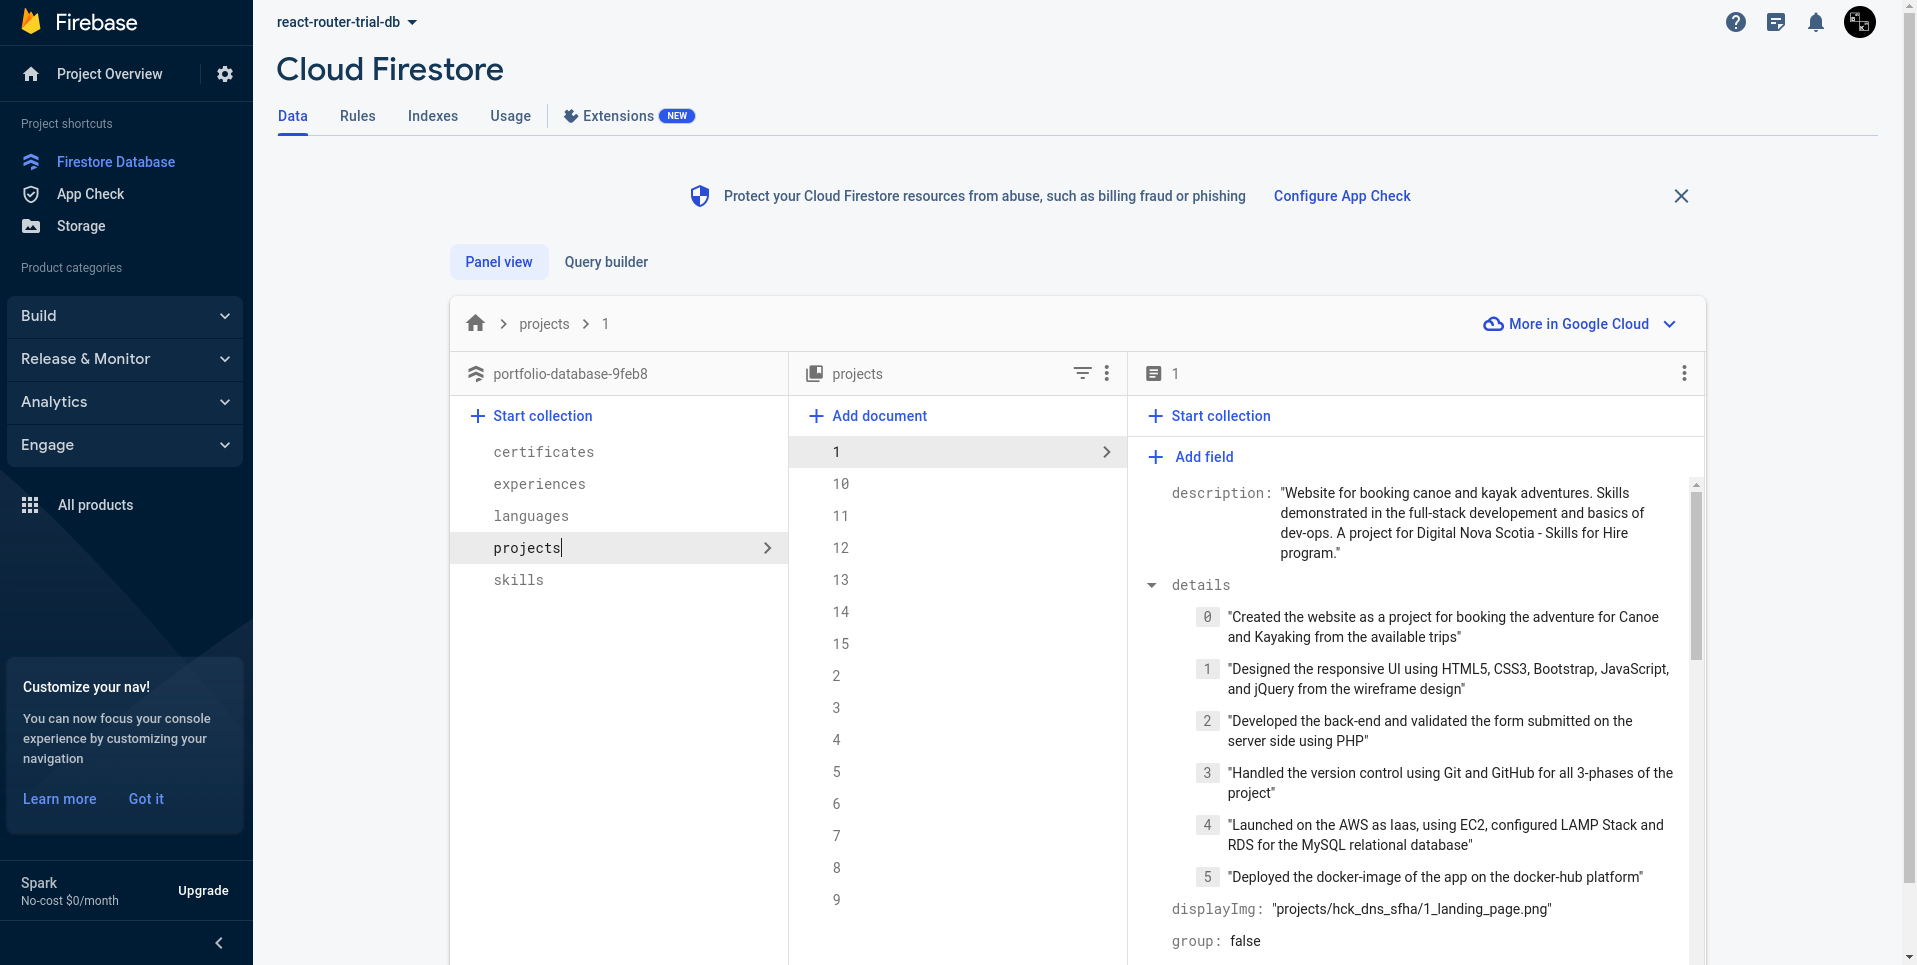 Firebase
Project Overview
Project shortcuts
Firestore Database
App Check
Storage
Product categories
Build
Release & Monitor
Analytics
Engage
All products
Customize your nav!
You can now focus your console
experience by customizing your
navigation
Learn more Got it
Spark
No-cost $0/month
Upgrade
react-router-trial-db
Cloud Firestore
Data Rules Indexes Usage Extensions NEW
Protect your Cloud Firestore resources from abuse, such as billing fraud or phishing Configure App Check
Panel view Query builder
projects 1
More in Google Cloud
portfolio-database-9feb8
Start collection
certificates
experiences
languages
projects
skills
projects
Add document
1
10
11
12
13
14
15
2
3
4
5
6
7
8
9
1
Start collection
Add field
description: "Website for booking canoe and kayak adventures. Skills
demonstrated in the full-stack developement and basics of
dev-ops. A project for Digital Nova Scotia - Skills for Hire
program."
details
0 "Created the website as a project for booking the adventure for Canoe
and Kayaking from the available trips"
1 "Designed the responsive UI using HTML5, CSS3, Bootstrap, JavaScript,
and jQuery from the wireframe design"
2 "Developed the back-end and validated the form submitted on the
server side using PHP"
3 "Handled the version control using Git and GitHub for all 3-phases of the
project"
4 "Launched on the AWS as Iaas, using EC2, configured LAMP Stack and
RDS for the MySQL relational database"
5 "Deployed the docker-image of the app on the docker-hub platform"
displayImg: "projects/hck_dns_sfha/1_landing_page.png"
group: false